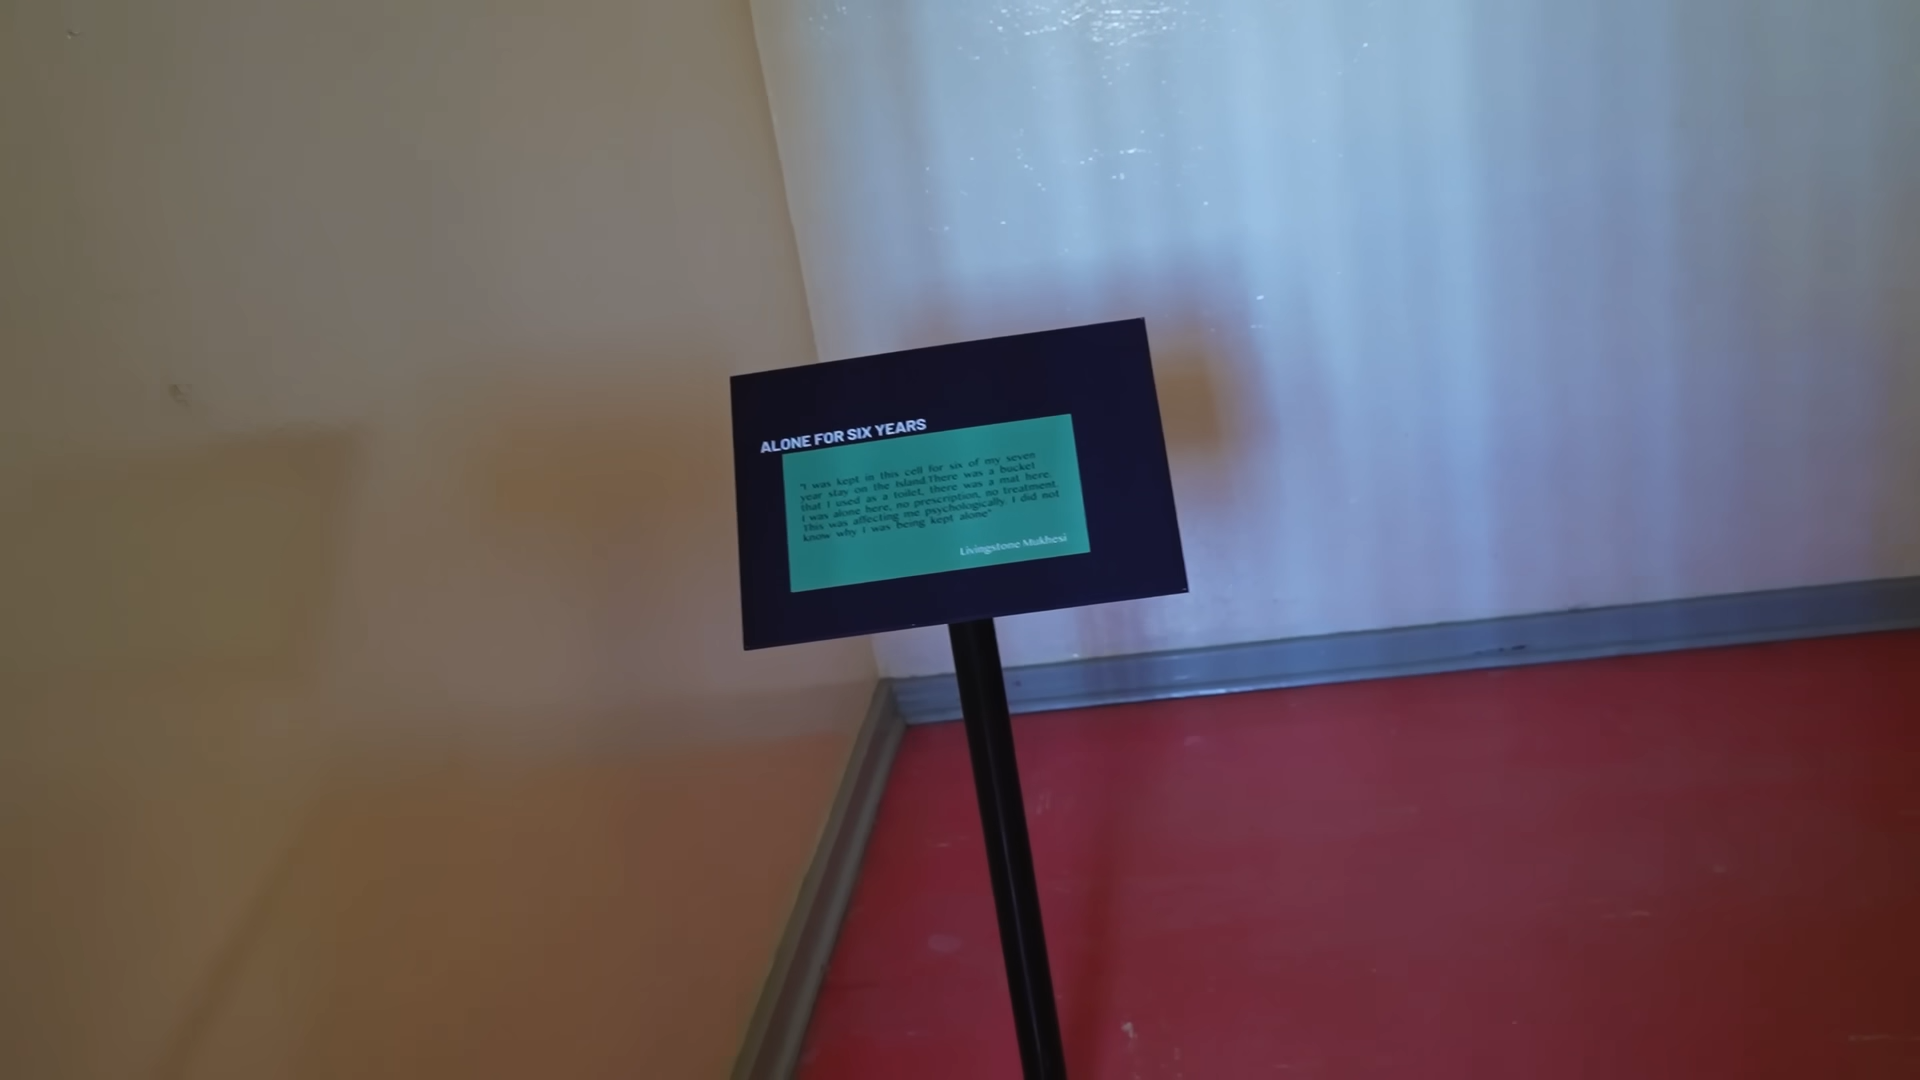 ALONE FOR SIX YEARS
"I was kept in this cell for six of my seven
year stay on the Island.There was a bucket
that I used as a toilet, there was a mat here.
I was alone here, no prescription, no treatment.
This was affecting me psychologically. I did not
know why I was being kept alone"
Livingstone Mukhesi